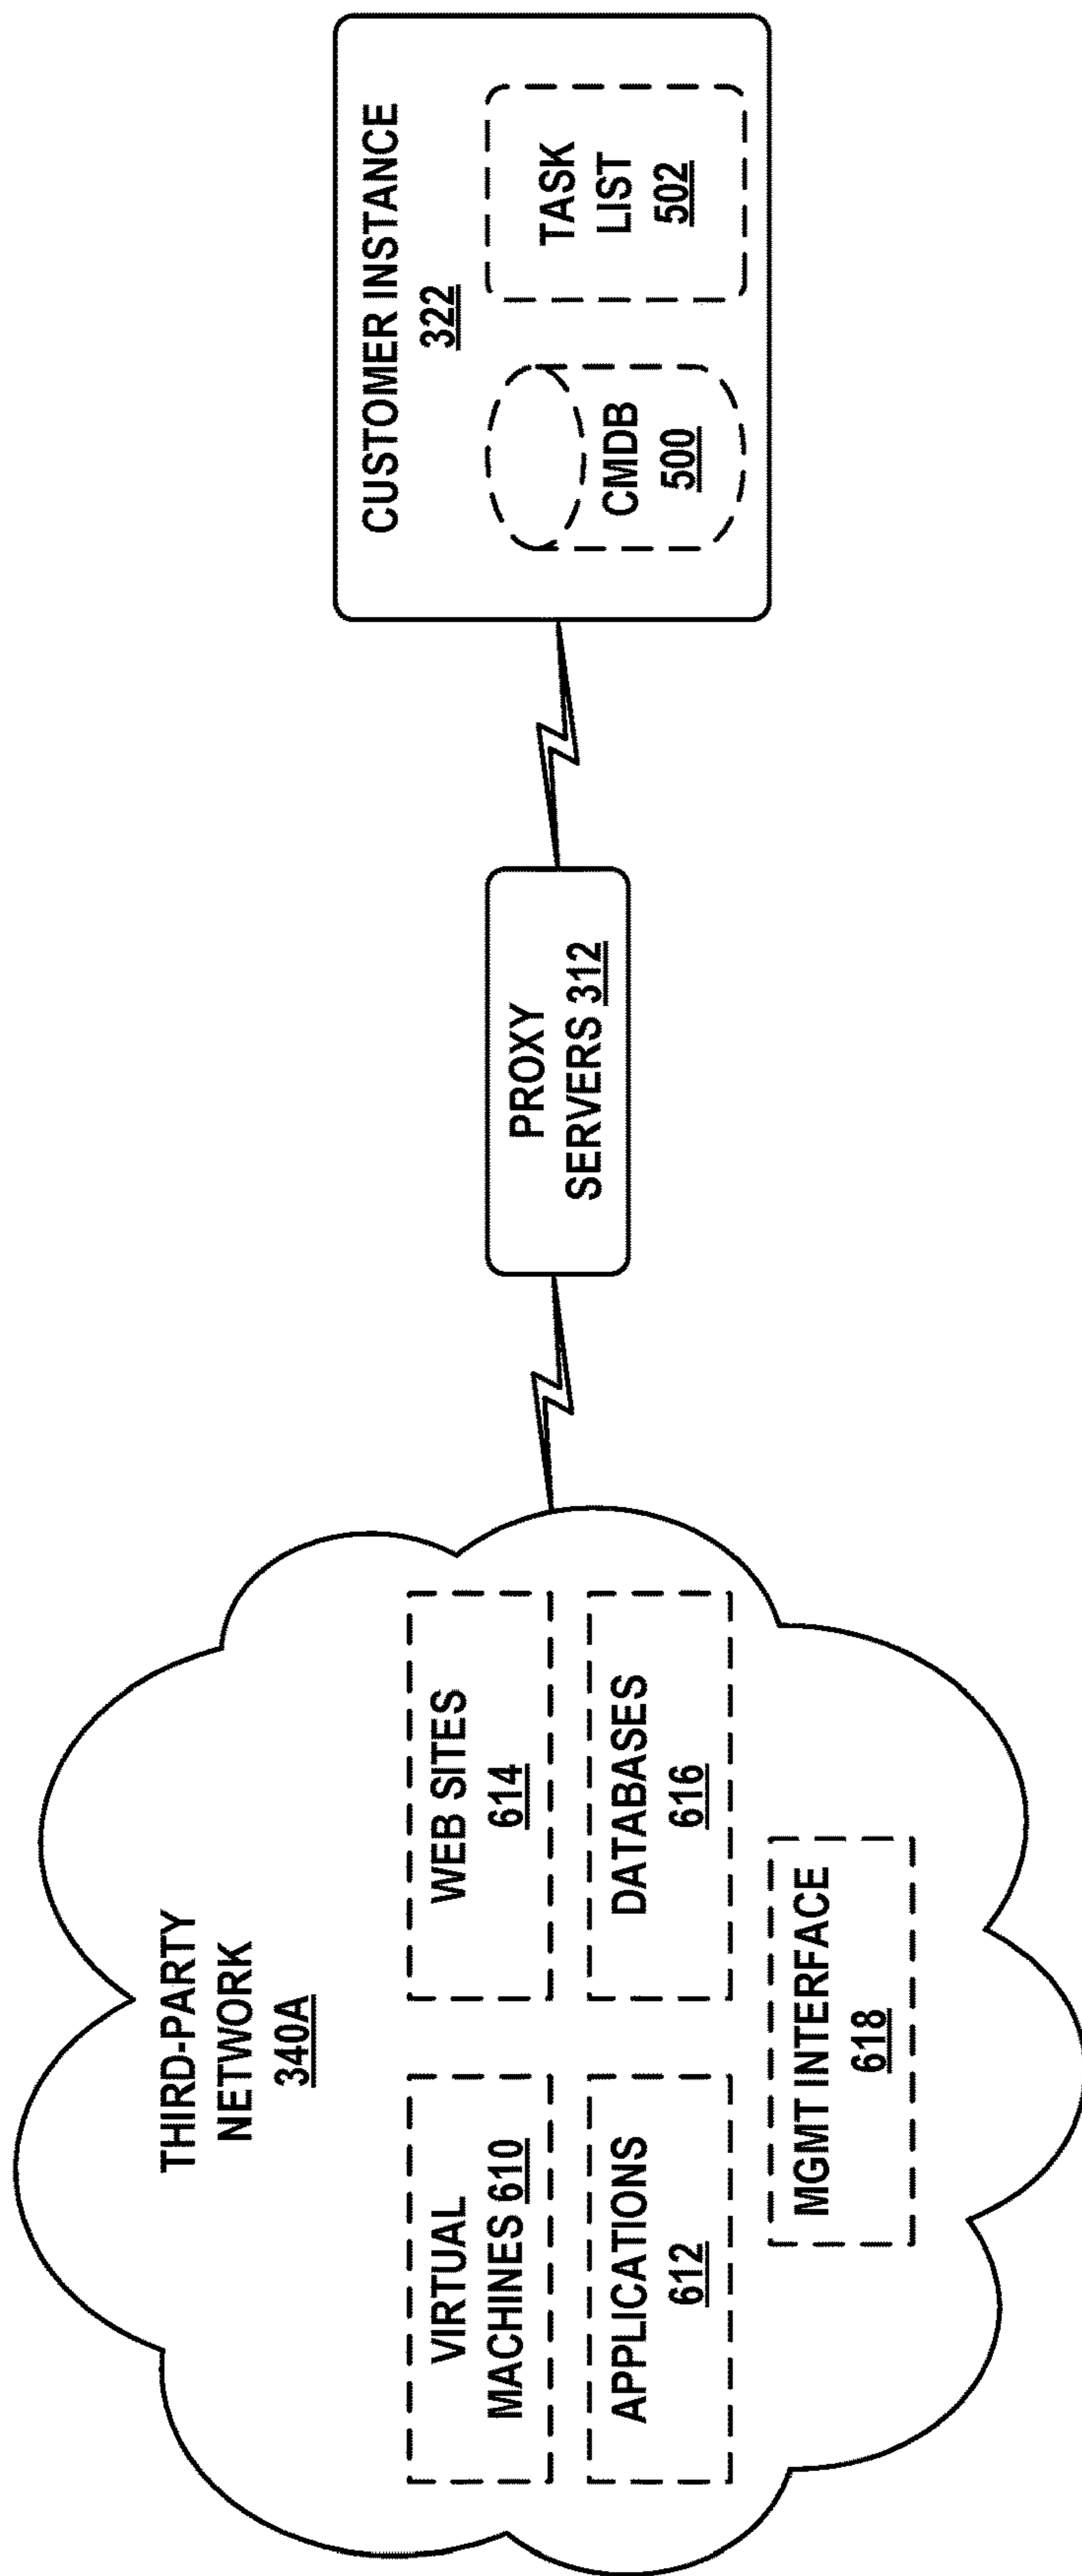 THIRD-PARTY
NETWORK
340A
VIRTUAL
MACHINES 610
WEB SITES
614
APPLICATIONS
612
DATABASES
616
MGMT INTERFACE
618
PROXY
SERVERS 312
CUSTOMER INSTANCE
322
CMDB
500
TASK
LIST
502